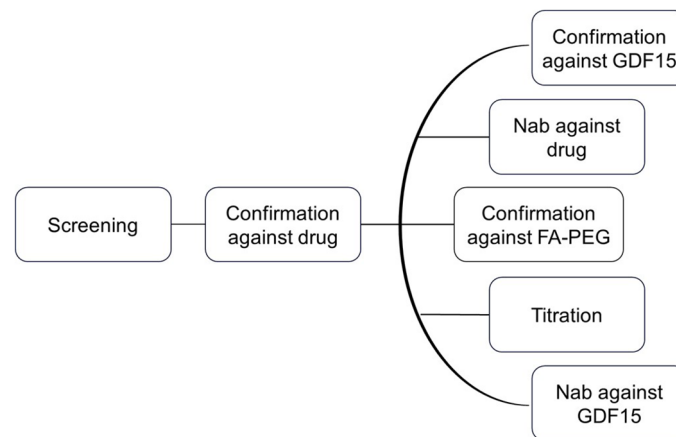 Screening
Confirmation
against drug
Confirmation
against GDF15
Nab against
drug
Confirmation
against FA-PEG
Titration
Nab against
GDF15